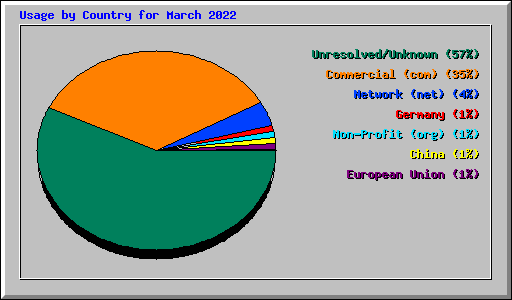 Usage by Country for March 2022
Unresolved/Unknown (57%)
Commercial (com) (35%)
Network (net) (4%)
Germany (1%)
Non-Profit (org) (1%)
China (1%)
European Union (1%)